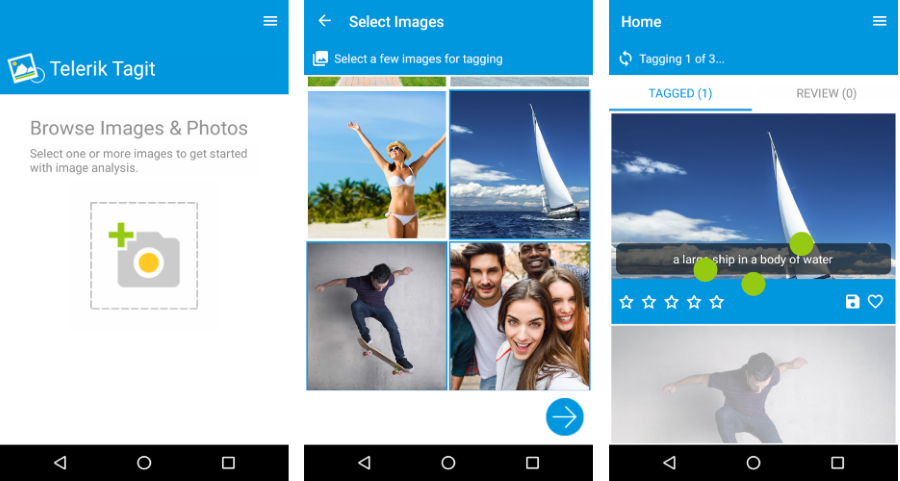 Telerik Tagit
Browse Images & Photos
Select one or more images to get started
with image analysis.
Select Images
Select a few images for tagging
Home
Tagging 1 of 3...
TAGGED (1)
REVIEW (0)
a large ship in a body of water